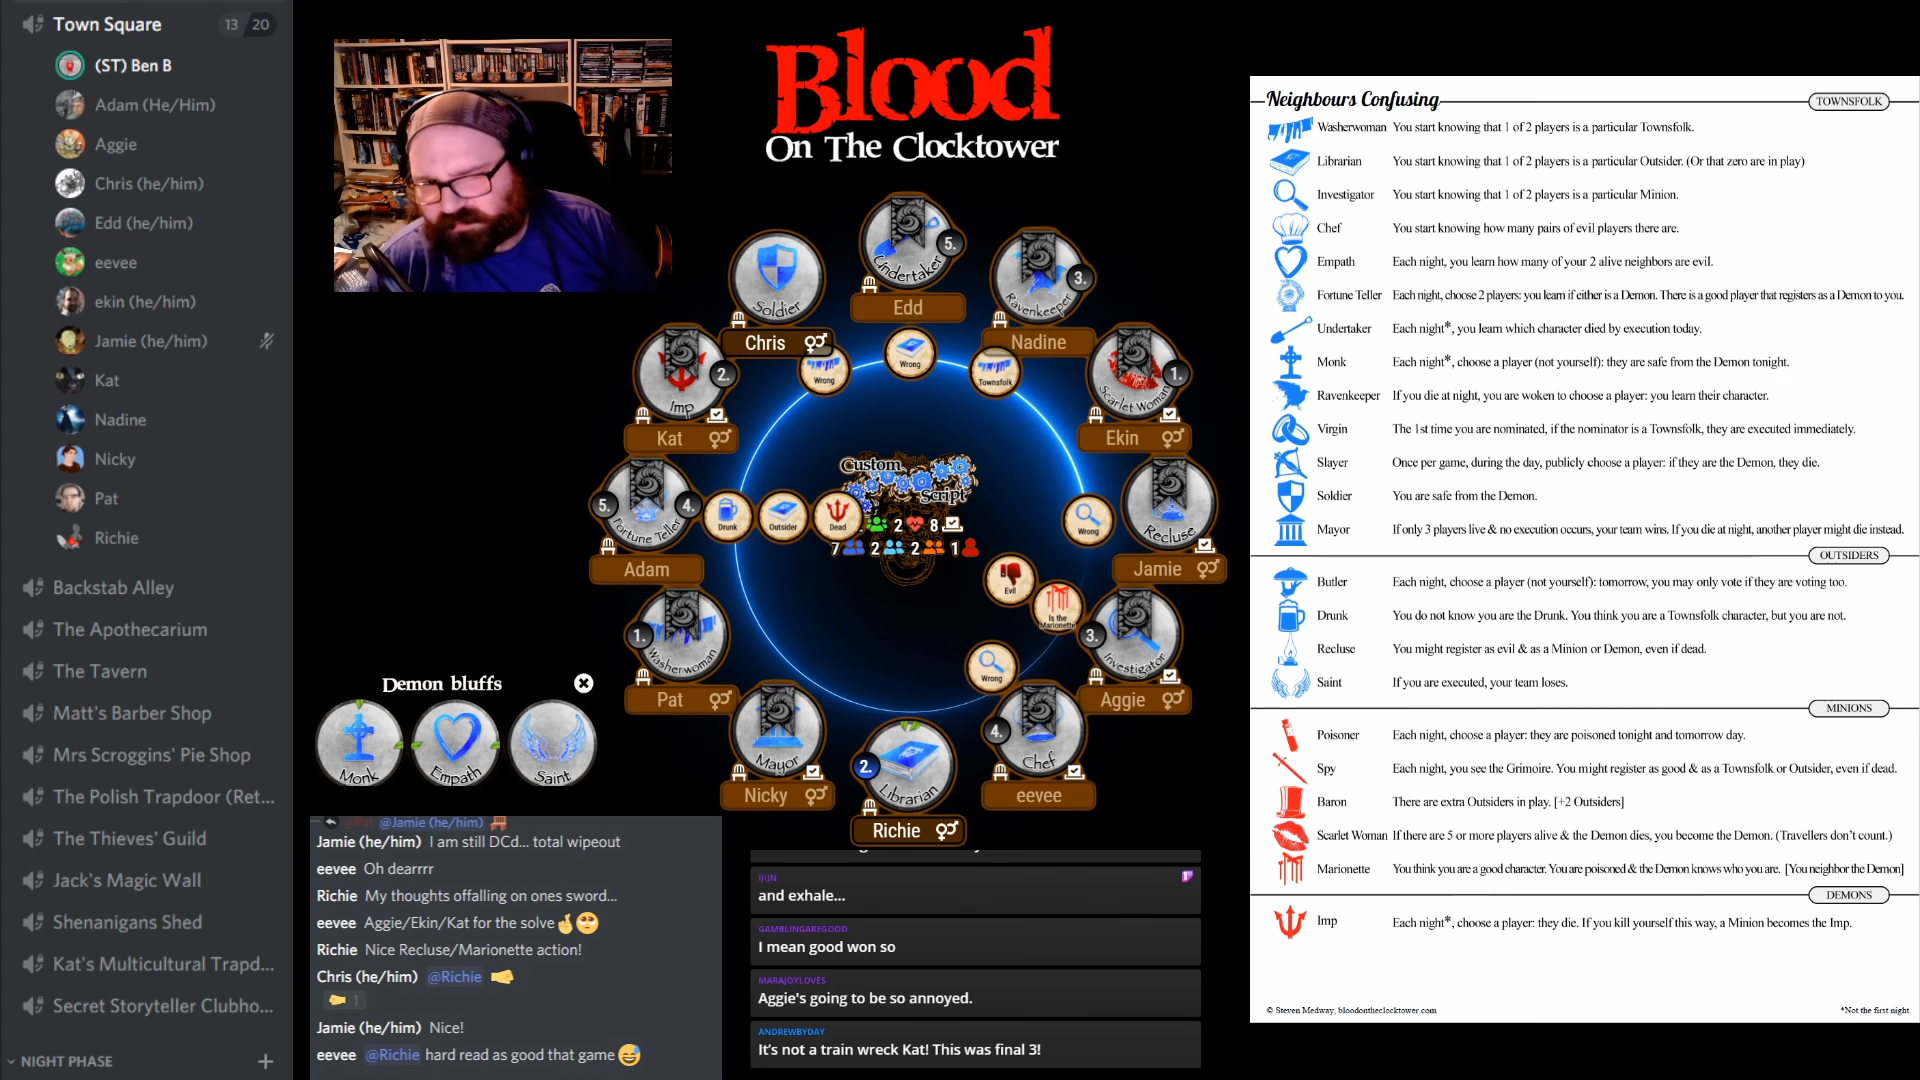 Town Square 13 20
(ST) Ben B
Adam (He/Him)
Aggie
Chris (he/him)
Edd (he/him)
eevee
ekin (he/him)
Jamie (he/him)
Kat
Nadine
Nicky
Pat
Richie
Backstab Alley
The Apothecarium
The Tavern
Matt's Barber Shop
Mrs Scroggins' Pie Shop
The Polish Trapdoor (Ret...
The Thieves' Guild
Jack's Magic Wall
Shenanigans Shed
Kat's Multicultural Trapd...
Secret Storyteller Clubho...
NIGHT PHASE
Blood
On The Clocktower
Undertaker
5.
Edd
Wrong
Ravenkeeper
3.
Nadine
Townsfolk
Scarlet Woman
1.
Ekin
Recluse
Jamie
Wrong
Investigator
3.
Aggie
Is the Marionette
Evil
Chef
4.
eevee
Wrong
Librarian
2.
Richie
Mayor
Nicky
Washerwoman
1.
Pat
Fortune Teller
5.
4.
Adam
Drunk
Outsider
Dead
Imp
2.
Kat
Soldier
Chris
Wrong
Custom
Script
2 8
7 2 2 1
Demon bluffs
Monk
Empath
Saint
@Jamie (he/him)
Jamie (he/him) I am still DCd... total wipeout
eevee Oh dearrrr
Richie My thoughts offalling on ones sword...
eevee Aggie/Ekin/Kat for the solve
Richie Nice Recluse/Marionette action!
Chris (he/him) @Richie
1
Jamie (he/him) Nice!
eevee @Richie hard read as good that game
IJIJN
and exhale...
GAMBLINGAREGOOD
I mean good won so
MARAJOYLOVES
Aggie's going to be so annoyed.
ANDREWBYDAY
It's not a train wreck Kat! This was final 3!
Neighbours Confusing
TOWNSFOLK
Washerwoman You start knowing that 1 of 2 players is a particular Townsfolk.
Librarian You start knowing that 1 of 2 players is a particular Outsider. (Or that zero are in play)
Investigator You start knowing that 1 of 2 players is a particular Minion.
Chef You start knowing how many pairs of evil players there are.
Empath Each night, you learn how many of your 2 alive neighbors are evil.
Fortune Teller Each night, choose 2 players: you learn if either is a Demon. There is a good player that registers as a Demon to you.
Undertaker Each night*, you learn which character died by execution today.
Monk Each night*, choose a player (not yourself): they are safe from the Demon tonight.
Ravenkeeper If you die at night, you are woken to choose a player: you learn their character.
Virgin The 1st time you are nominated, if the nominator is a Townsfolk, they are executed immediately.
Slayer Once per game, during the day, publicly choose a player: if they are the Demon, they die.
Soldier You are safe from the Demon.
Mayor If only 3 players live & no execution occurs, your team wins. If you die at night, another player might die instead.
OUTSIDERS
Butler Each night, choose a player (not yourself): tomorrow, you may only vote if they are voting too.
Drunk You do not know you are the Drunk. You think you are a Townsfolk character, but you are not.
Recluse You might register as evil & as a Minion or Demon, even if dead.
Saint If you are executed, your team loses.
MINIONS
Poisoner Each night, choose a player: they are poisoned tonight and tomorrow day.
Spy Each night, you see the Grimoire. You might register as good & as a Townsfolk or Outsider, even if dead.
Baron There are extra Outsiders in play. [+2 Outsiders]
Scarlet Woman If there are 5 or more players alive & the Demon dies, you become the Demon. (Travellers don't count.)
Marionette You think you are a good character. You are poisoned & the Demon knows who you are. [You neighbor the Demon]
DEMONS
Imp Each night*, choose a player: they die. If you kill yourself this way, a Minion becomes the Imp.
© Steven Medway, bloodontheclocktower.com
*Not the first night.